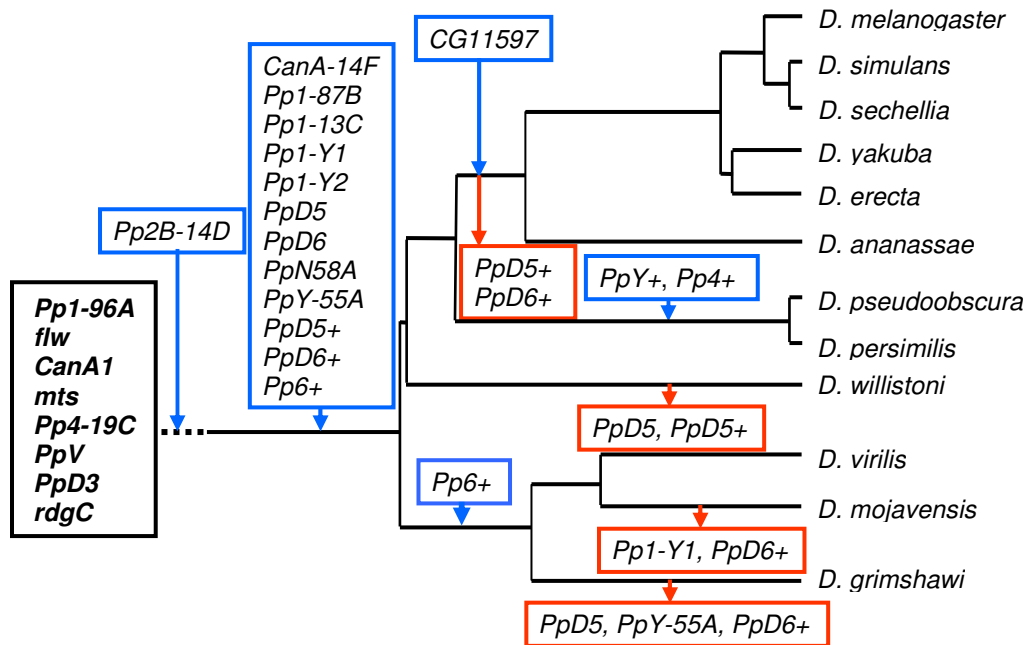 Pp1-96A
flw
CanA1
mts
Pp4-19C
PpV
PpD3
rdgC
Pp2B-14D
CanA-14F
Pp1-87B
Pp1-13C
Pp1-Y1
Pp1-Y2
PpD5
PpD6
PpN58A
PpY-55A
PpD5+
PpD6+
Pp6+
CG11597
PpD5+
PpD6+
PpY+, Pp4+
PpD5, PpD5+
Pp6+
Pp1-Y1, PpD6+
PpD5, PpY-55A, PpD6+
D. melanogaster
D. simulans
D. sechellia
D. yakuba
D. erecta
D. ananassae
D. pseudoobscura
D. persimilis
D. willistoni
D. virilis
D. mojavensis
D. grimshawi